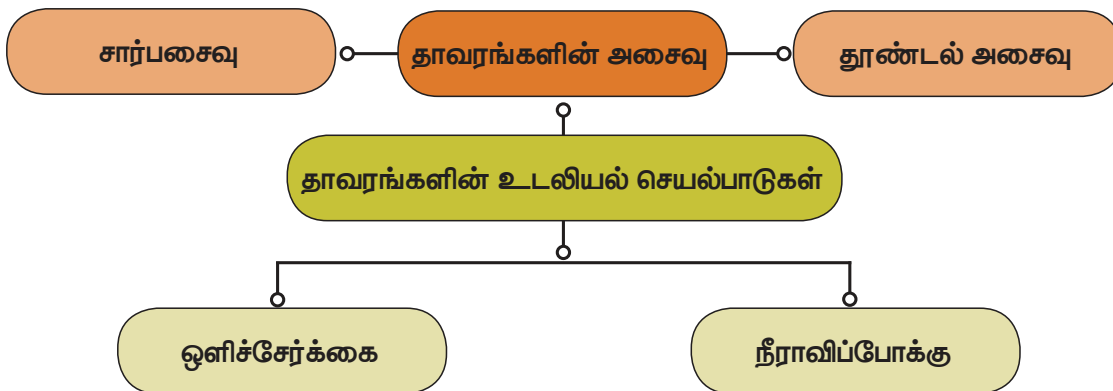 சார்பசைவு
தாவரங்களின் அசைவு
தூண்டல் அசைவு
தாவரங்களின் உடலியல் செயல்பாடுகள்
ஒளிச்சேர்க்கை
நீராவிப்போக்கு